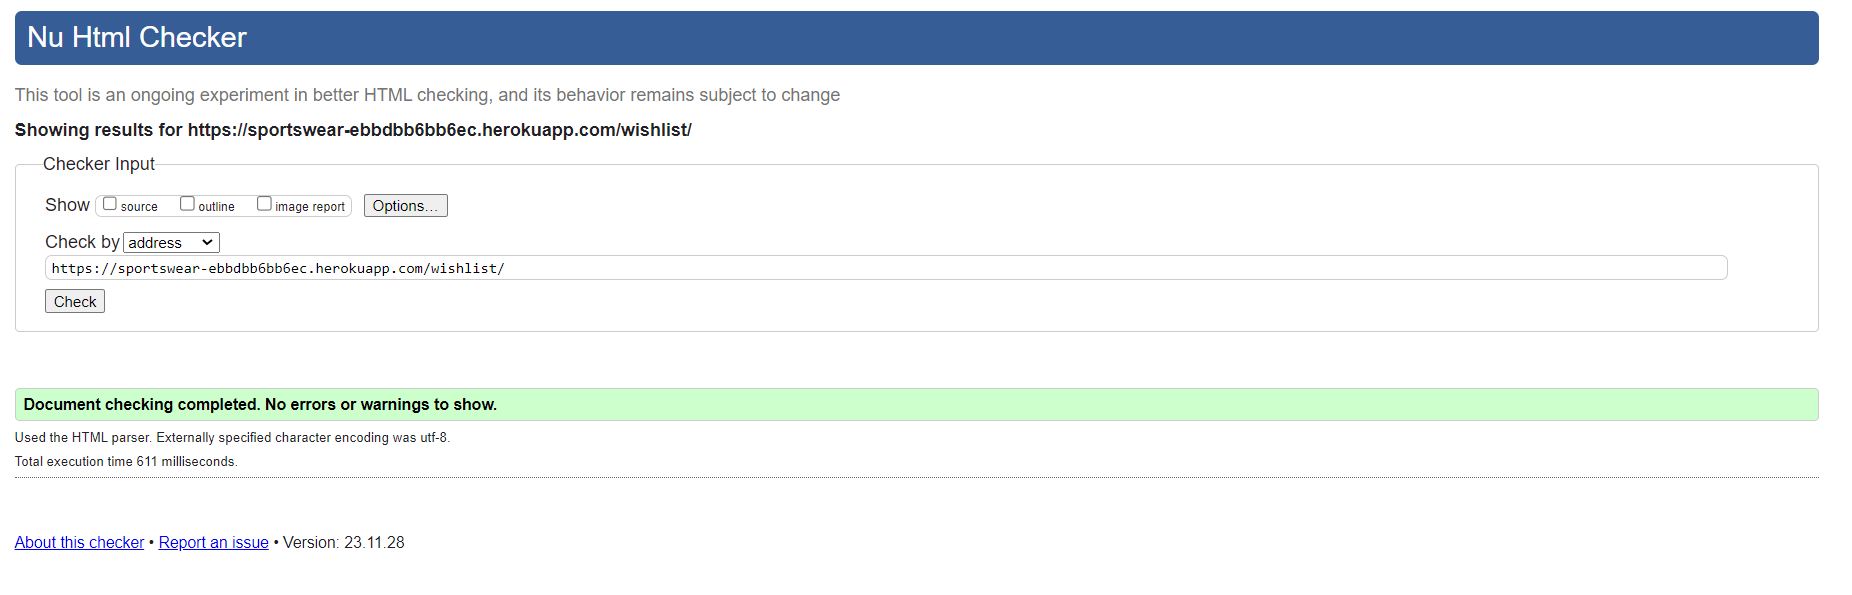 Nu Html Checker
This tool is an ongoing experiment in better HTML checking, and its behavior remains subject to change
Showing results for https://sportswear-ebbdbb6bb6ec.herokuapp.com/wishlist/
Checker Input
Show source outline image report Options...
Check by address
https://sportswear-ebbdbb6bb6ec.herokuapp.com/wishlist/
Check
Document checking completed. No errors or warnings to show.
Used the HTML parser. Externally specified character encoding was utf-8.
Total execution time 611 milliseconds.
About this checker • Report an issue • Version: 23.11.28